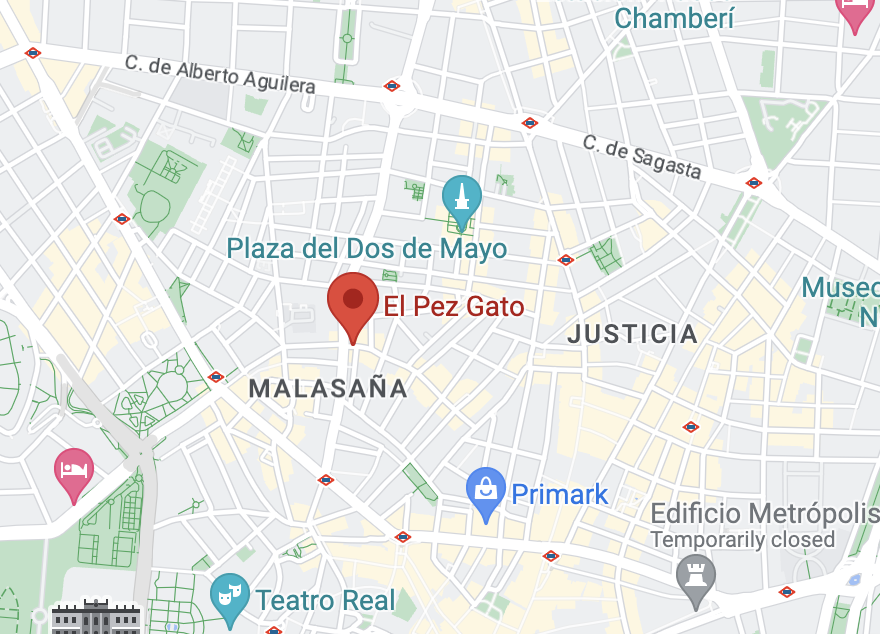 Chamberí
C. de Alberto Aguilera
C. de Sagasta
Plaza del Dos de Mayo
Museo
N
El Pez Gato
JUSTICIA
MALASAÑA
Primark
Edificio Metrópolis
Temporarily closed
Teatro Real